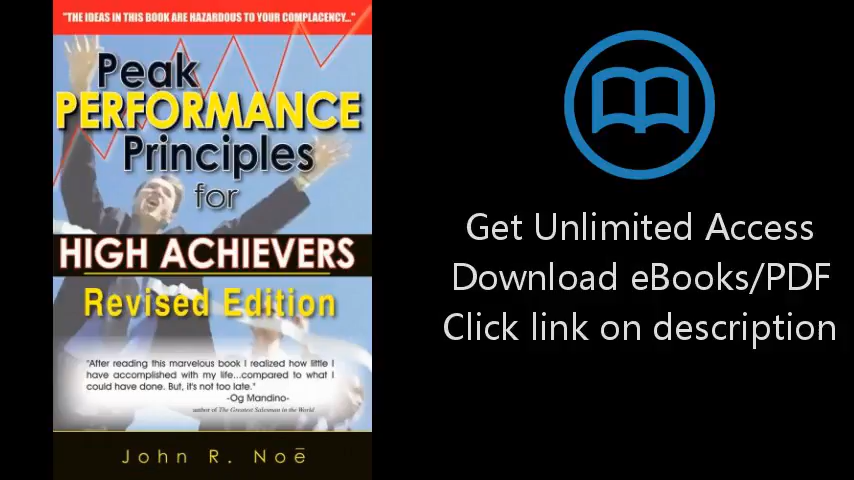 "THE IDEAS IN THIS BOOK ARE HAZARDOUS TO YOUR COMPLACENCY..."
Peak
PERFORMANCE
Principles
for
HIGH ACHIEVERS
Revised Edition
"After reading this marvelous book I realized how little I
have accomplished with my life...compared to what I
could have done. But, it's not too late."
-Og Mandino-
author of The Greatest Salesman in the World
John R. Noē
Get Unlimited Access
Download eBooks/PDF
Click link on description